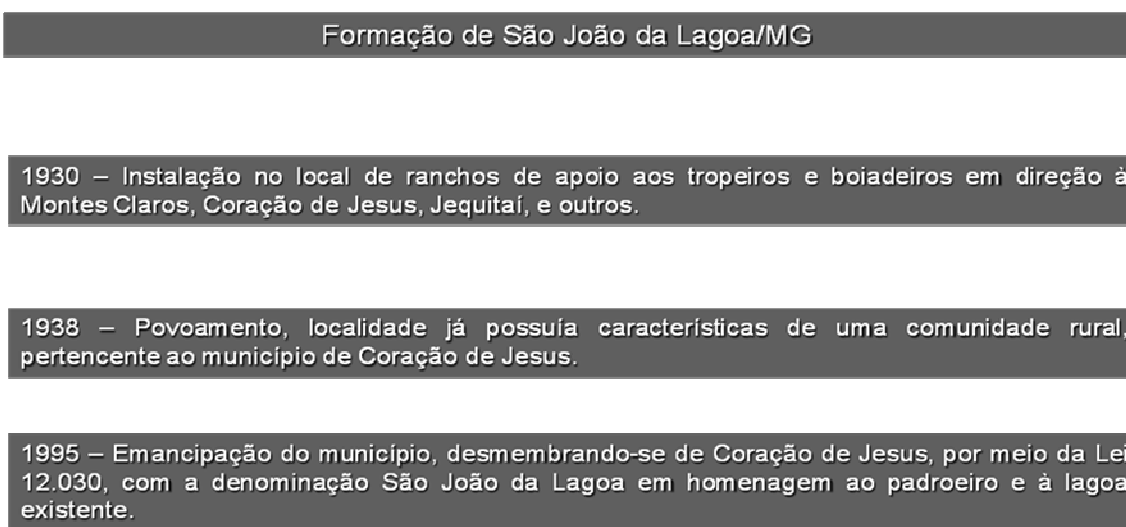 Formação de São João da Lagoa/MG
1930 – Instalação no local de ranchos de apoio aos tropeiros e boiadeiros em direção à
Montes Claros, Coração de Jesus, Jequitaí, e outros.
1938 – Povoamento, localidade já possuía características de uma comunidade rural,
pertencente ao município de Coração de Jesus.
1995 – Emancipação do município, desmembrando-se de Coração de Jesus, por meio da Lei
12.030, com a denominação São João da Lagoa em homenagem ao padroeiro e à lagoa
existente.